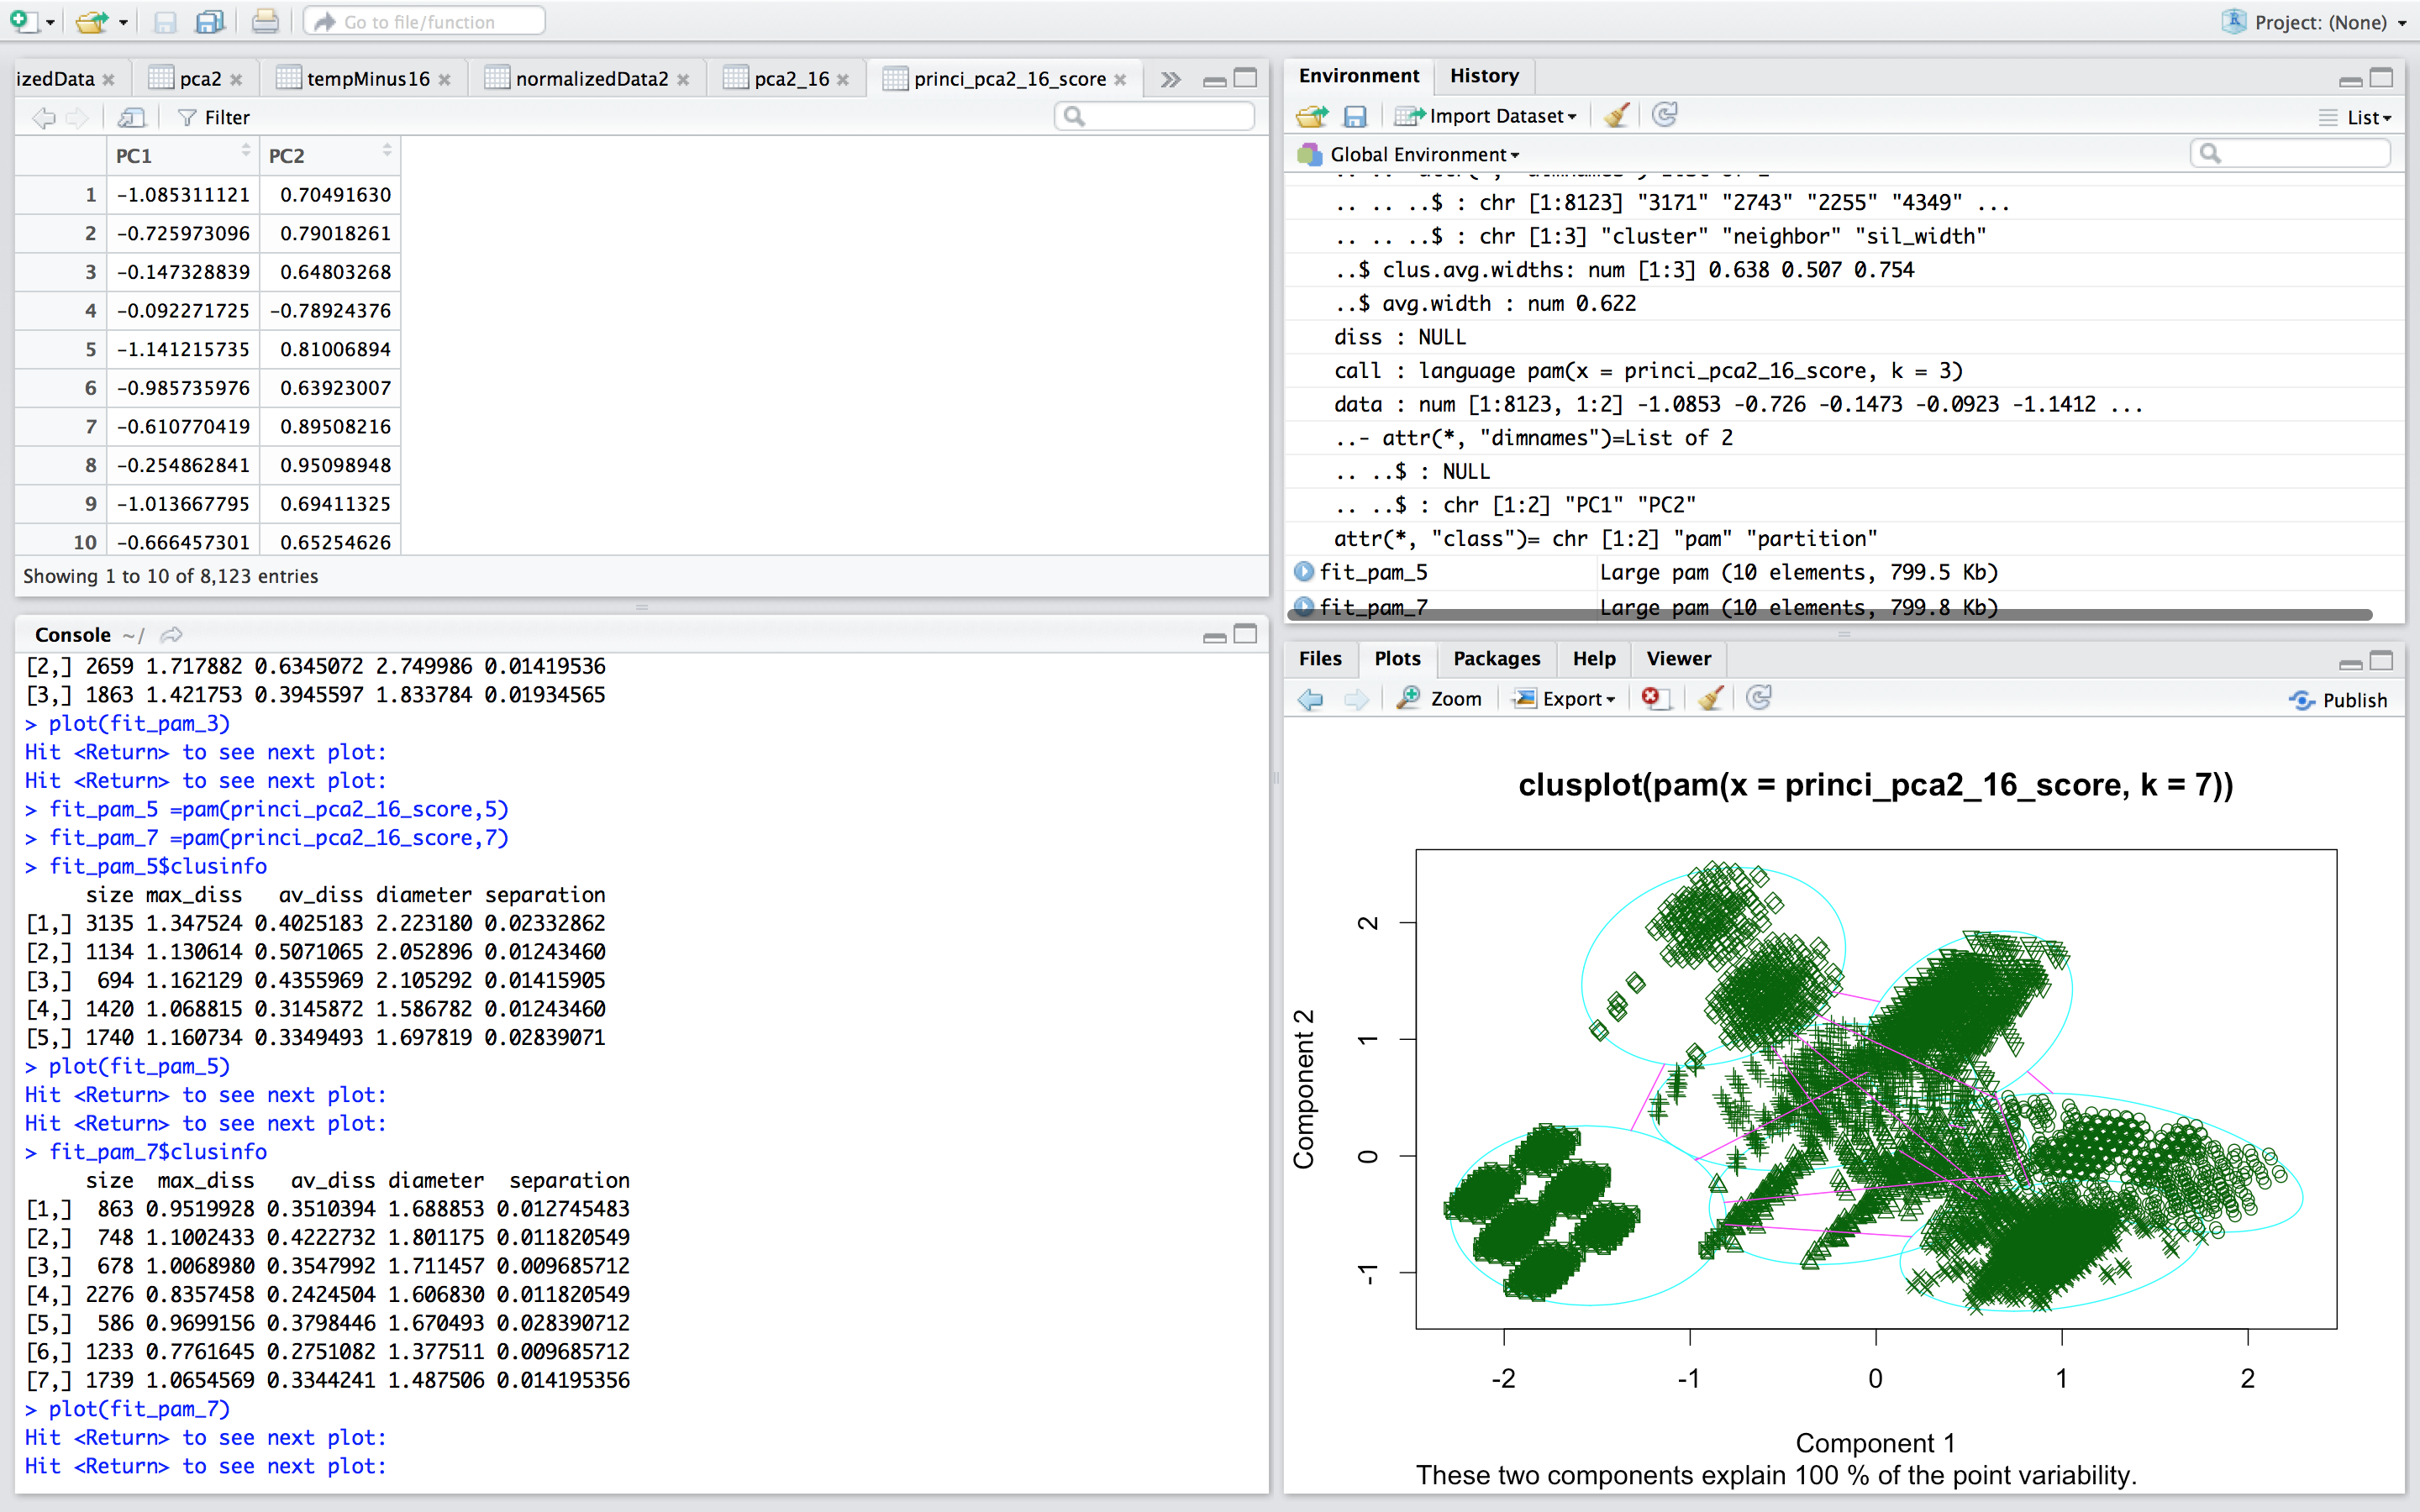 Go to file/function
Project: (None)
izedData
pca2
tempMinus16
normalizedData2
pca2_16
princi_pca2_16_score
Filter
PC1 PC2
1 -1.085311121 0.70491630
2 -0.725973096 0.79018261
3 -0.147328839 0.64803268
4 -0.092271725 -0.78924376
5 -1.141215735 0.81006894
6 -0.985735976 0.63923007
7 -0.610770419 0.89508216
8 -0.254862841 0.95098948
9 -1.013667795 0.69411325
10 -0.666457301 0.65254626
Showing 1 to 10 of 8,123 entries
Console ~/
[2,] 2659 1.717882 0.6345072 2.749986 0.01419536
[3,] 1863 1.421753 0.3945597 1.833784 0.01934565
> plot(fit_pam_3)
Hit <Return> to see next plot:
Hit <Return> to see next plot:
> fit_pam_5 =pam(princi_pca2_16_score,5)
> fit_pam_7 =pam(princi_pca2_16_score,7)
> fit_pam_5$clusinfo
size max_diss av_diss diameter separation
[1,] 3135 1.347524 0.4025183 2.223180 0.02332862
[2,] 1134 1.130614 0.5071065 2.052896 0.01243460
[3,] 694 1.162129 0.4355969 2.105292 0.01415905
[4,] 1420 1.068815 0.3145872 1.586782 0.01243460
[5,] 1740 1.160734 0.3349493 1.697819 0.02839071
> plot(fit_pam_5)
Hit <Return> to see next plot:
Hit <Return> to see next plot:
> fit_pam_7$clusinfo
size max_diss av_diss diameter separation
[1,] 863 0.9519928 0.3510394 1.688853 0.012745483
[2,] 748 1.1002433 0.4222732 1.801175 0.011820549
[3,] 678 1.0068980 0.3547992 1.711457 0.009685712
[4,] 2276 0.8357458 0.2424504 1.606830 0.011820549
[5,] 586 0.9699156 0.3798446 1.670493 0.028390712
[6,] 1233 0.7761645 0.2751082 1.377511 0.009685712
[7,] 1739 1.0654569 0.3344241 1.487506 0.014195356
> plot(fit_pam_7)
Hit <Return> to see next plot:
Hit <Return> to see next plot:
Environment History
Import Dataset
List
Global Environment
.. .. ..$ : chr [1:8123] "3171" "2743" "2255" "4349" ...
.. .. ..$ : chr [1:3] "cluster" "neighbor" "sil_width"
..$ clus.avg.widths: num [1:3] 0.638 0.507 0.754
..$ avg.width : num 0.622
diss : NULL
call : language pam(x = princi_pca2_16_score, k = 3)
data : num [1:8123, 1:2] -1.0853 -0.726 -0.1473 -0.0923 -1.1412 ...
..- attr(*, "dimnames")=List of 2
.. ..$ : NULL
.. ..$ : chr [1:2] "PC1" "PC2"
attr(*, "class")= chr [1:2] "pam" "partition"
fit_pam_5 Large pam (10 elements, 799.5 Kb)
fit_pam_7 Large pam (10 elements, 799.8 Kb)
Files Plots Packages Help Viewer
Zoom Export Publish
clusplot(pam(x = princi_pca2_16_score, k = 7))
Component 2
2
1
0
-1
-2 -1 0 1 2
Component 1
These two components explain 100 % of the point variability.